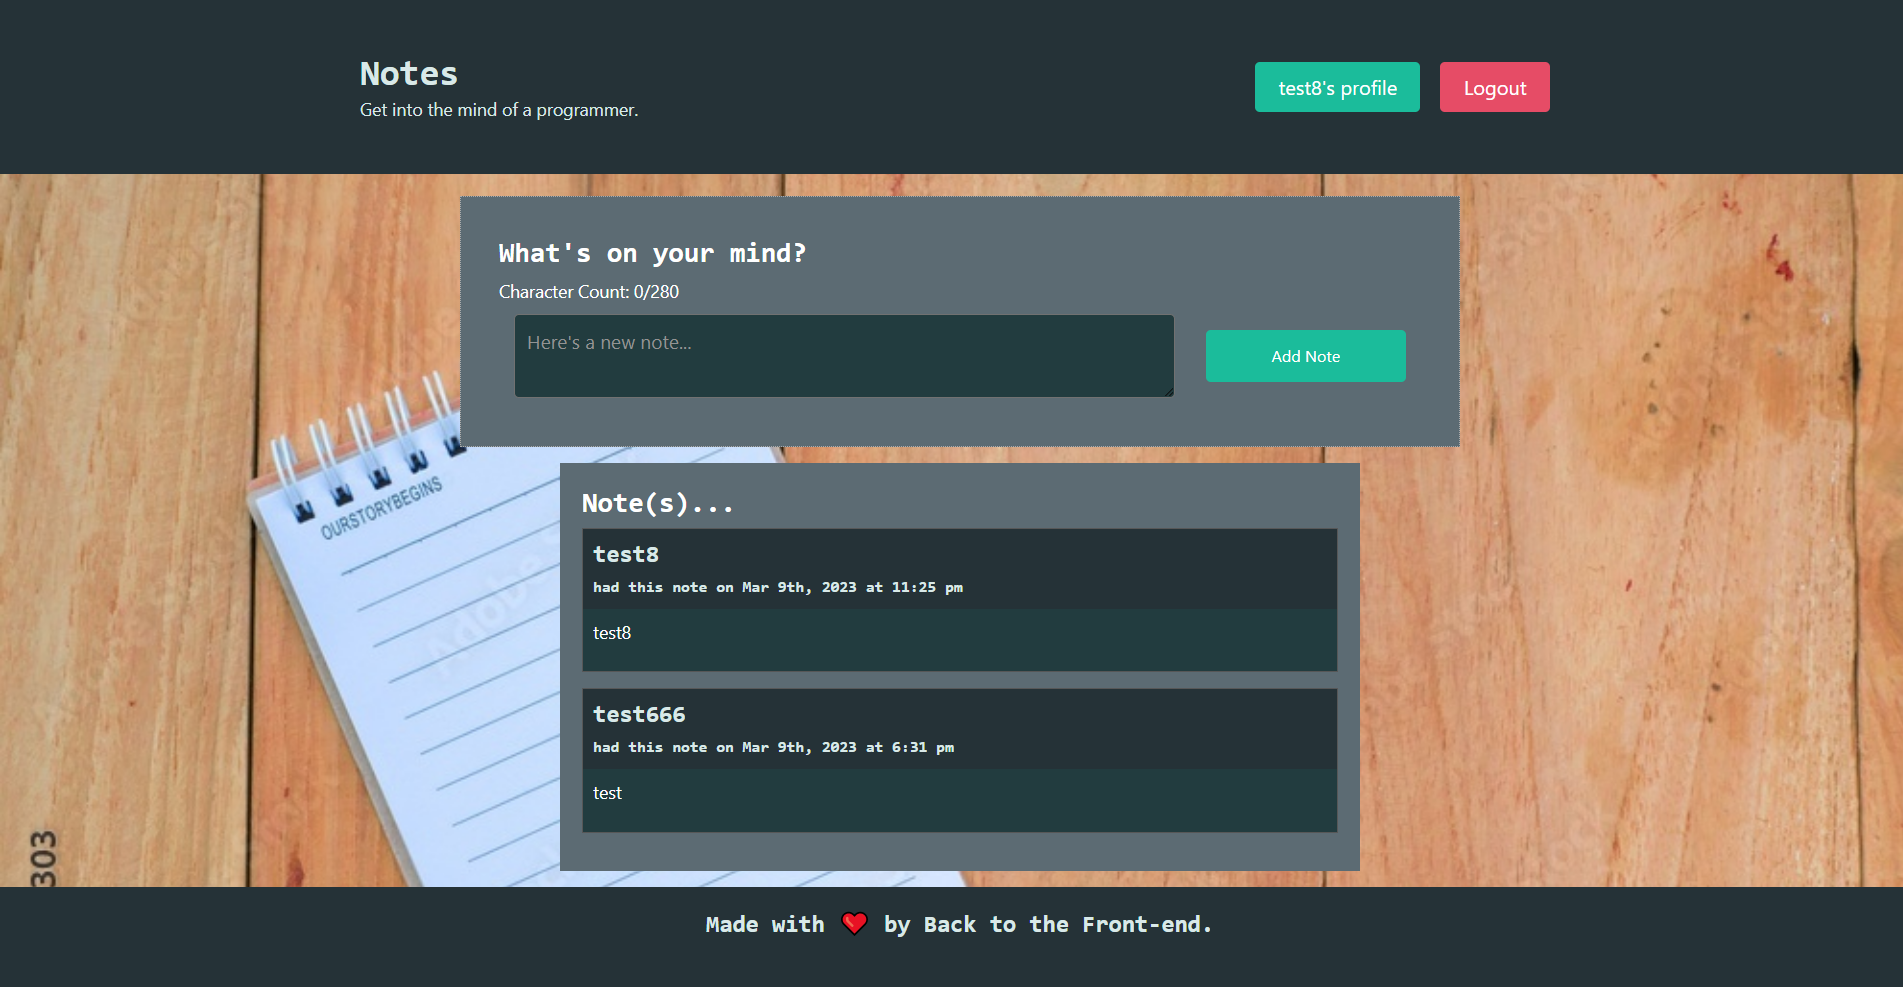 Notes
Get into the mind of a programmer.
test8's profile
Logout
What's on your mind?
Character Count: 0/280
Here's a new note...
Add Note
OURSTORYBEGINS
Note(s)...
test8
had this note on Mar 9th, 2023 at 11:25 pm
test8
test666
had this note on Mar 9th, 2023 at 6:31 pm
test
303
Made with ❤️ by Back to the Front-end.